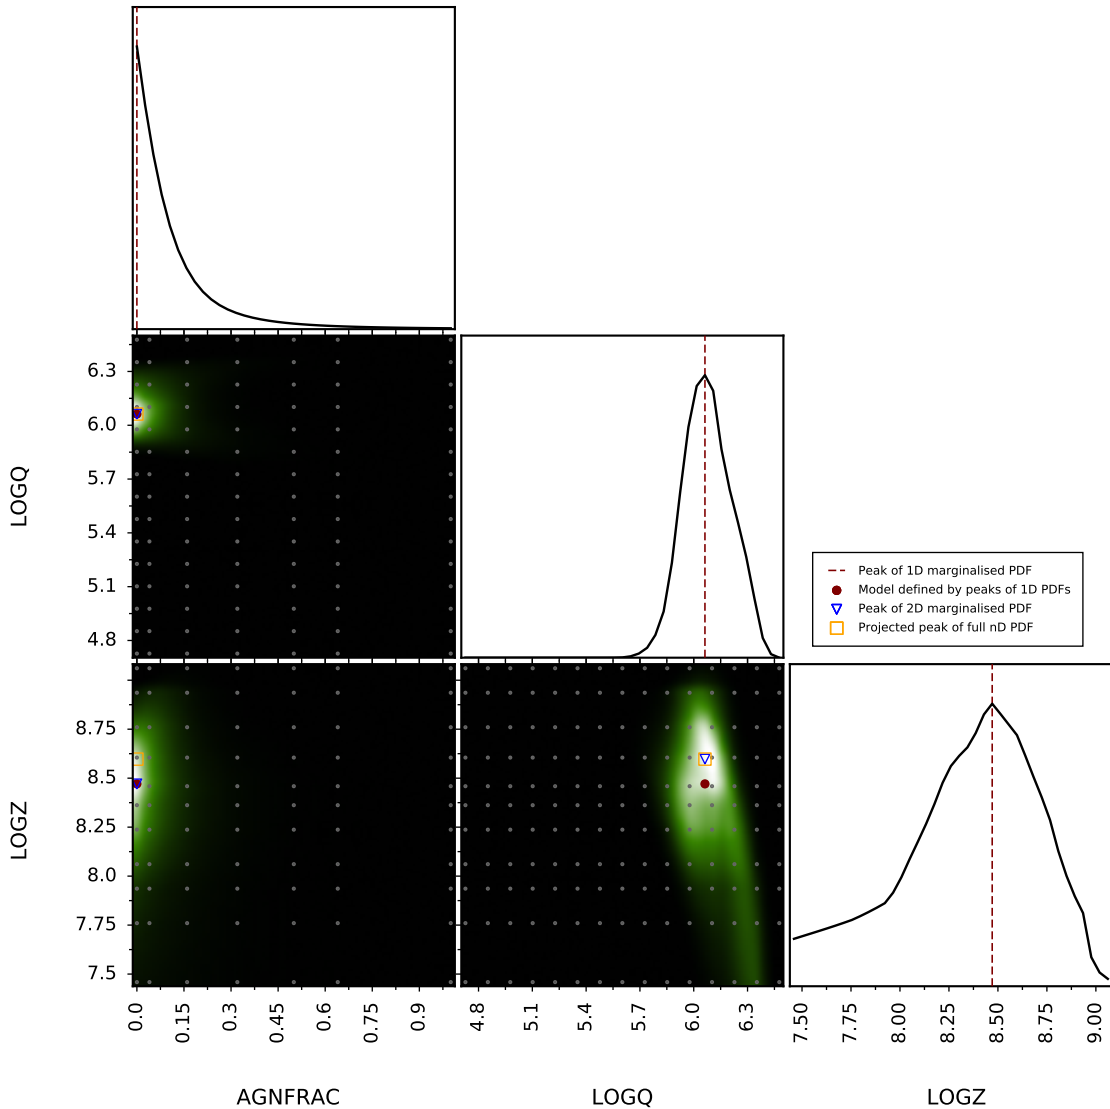 6.3
6.0
5.7
5.4
5.1
4.8
LOGQ
Peak of 1D marginalised PDF
Model defined by peaks of 1D PDFs
Peak of 2D marginalised PDF
Projected peak of full nD PDF
8.75
8.5
8.25
8.0
7.75
7.5
LOGZ
0.0 0.15 0.3 0.45 0.6 0.75 0.9
4.8 5.1 5.4 5.7 6.0 6.3
7.50 7.75 8.00 8.25 8.50 8.75 9.00
AGNFRAC LOGQ LOGZ